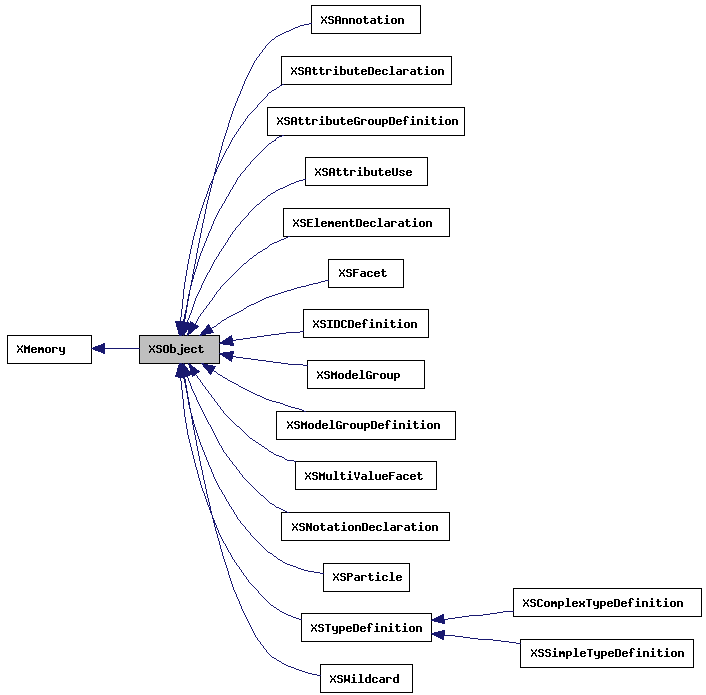 XSAnnotation
XSAttributeDeclaration
XSAttributeGroupDefinition
XSAttributeUse
XSElementDeclaration
XSFacet
XSIDCDefinition
XMemory
XSObject
XSModelGroup
XSModelGroupDefinition
XSMultiValueFacet
XSNotationDeclaration
XSParticle
XSComplexTypeDefinition
XSTypeDefinition
XSSimpleTypeDefinition
XSWildcard